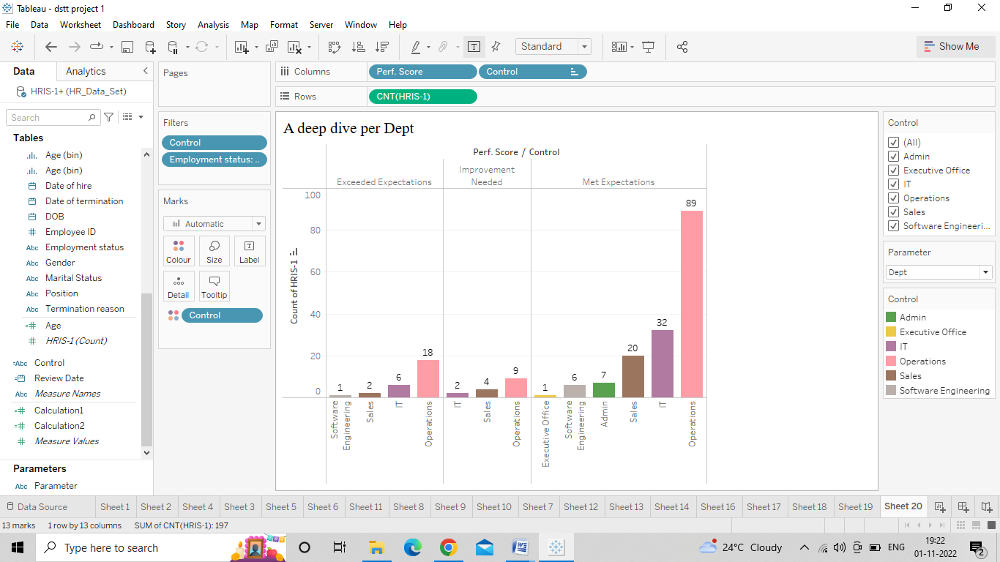 Tableau - dstt project 1
File Data Worksheet Dashboard Story Analysis Map Format Server Window Help
Standard
Show Me
Data Analytics
HRIS-1+ (HR_Data_Set)
Search
Tables
Age (bin)
Age (bin)
Date of hire
Date of termination
DOB
Employee ID
Abc Employment status
Abc Gender
Abc Marital Status
Abc Position
Abc Termination reason
Age
HRIS-1 (Count)
=Abc Control
Review Date
Abc Measure Names
Calculation1
Calculation2
Measure Values
Parameters
Abc Parameter
Pages
Filters
Control
Employment status: ..
Marks
Automatic
Colour Size Label
Detail Tooltip
Control
Columns Perf. Score Control
Rows CNT(HRIS-1)
A deep dive per Dept
Perf. Score / Control
Exceeded Expectations
Improvement
Needed
Met Expectations
Count of HRIS-1
100
80
60
40
20
0
1 2 6 18 2 4 9 1 6 7 20 32 89
Software
Engineering
Sales
IT
Operations
IT
Sales
Operations
Executive Office
Software
Engineering
Admin
Sales
IT
Operations
Control
(All)
Admin
Executive Office
IT
Operations
Sales
Software Engineeri...
Parameter
Dept
Control
Admin
Executive Office
IT
Operations
Sales
Software Engineering
Data Source Sheet 1 Sheet 2 Sheet 4 Sheet 3 Sheet 5 Sheet 6 Sheet 11 Sheet 8 Sheet 9 Sheet 10 Sheet 7 Sheet 12 Sheet 13 Sheet 14 Sheet 16 Sheet 17 Sheet 18 Sheet 19 Sheet 20
13 marks 1 row by 13 columns SUM of CNT(HRIS-1): 197
Type here to search
24°C Cloudy
ENG
19:22
01-11-2022
2